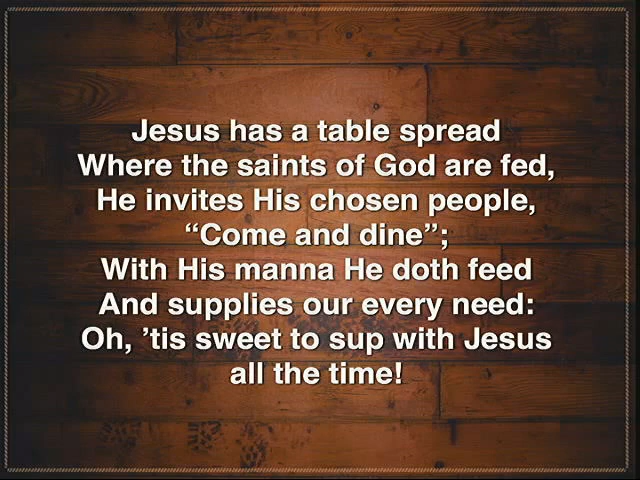 Jesus has a table spread
Where the saints of God are fed,
He invites His chosen people,
“Come and dine”;
With His manna He doth feed
And supplies our every need:
Oh, ’tis sweet to sup with Jesus
all the time!